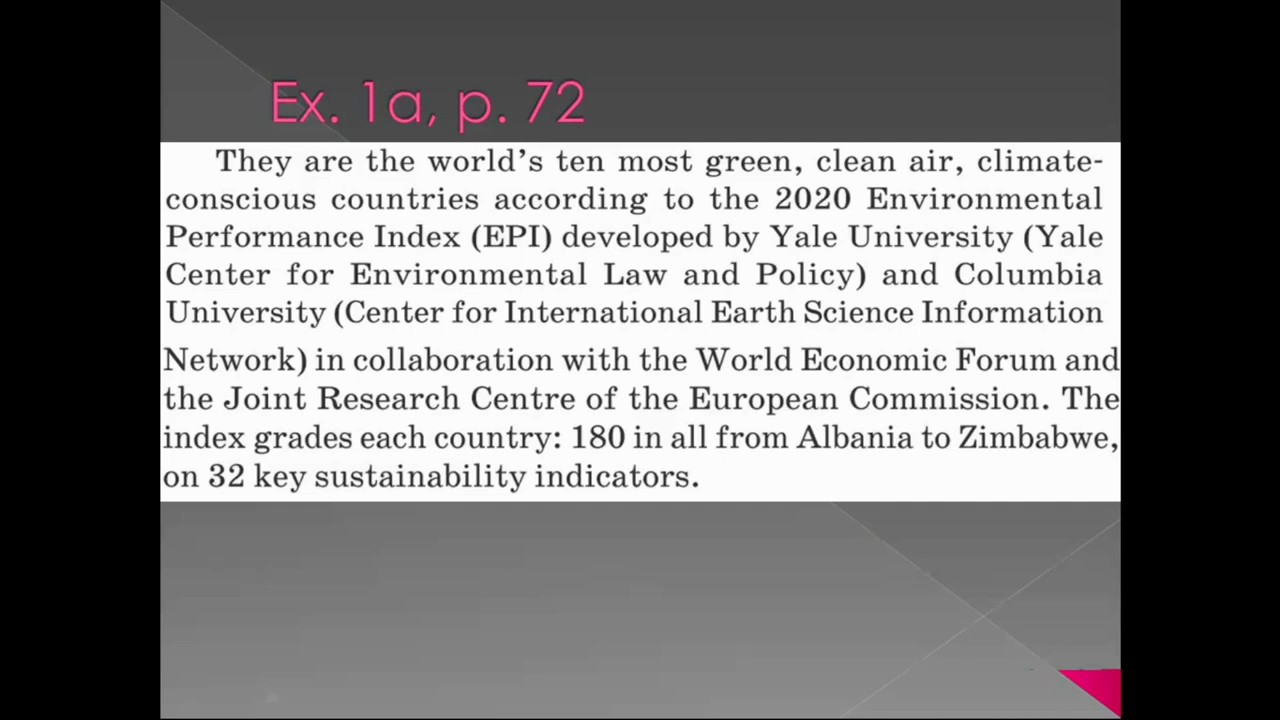 Ex. 1a, p. 72
They are the world's ten most green, clean air, climate-
conscious countries according to the 2020 Environmental
Performance Index (EPI) developed by Yale University (Yale
Center for Environmental Law and Policy) and Columbia
University (Center for International Earth Science Information
Network) in collaboration with the World Economic Forum and
the Joint Research Centre of the European Commission. The
index grades each country: 180 in all from Albania to Zimbabwe,
on 32 key sustainability indicators.